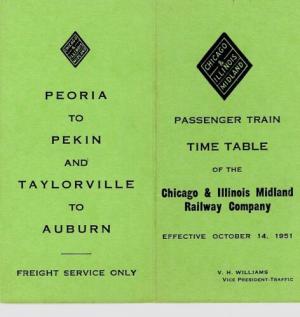 PEORIA
TO
PEKIN
AND
TAYLORVILLE
TO
AUBURN
FREIGHT SERVICE ONLY
CHICAGO
& ILLINOIS
MIDLAND
PASSENGER TRAIN
TIME TABLE
OF THE
Chicago & Illinois Midland
Railway Company
EFFECTIVE OCTOBER 14, 1951
V. H. WILLIAMS
VICE PRESIDENT-TRAFFIC